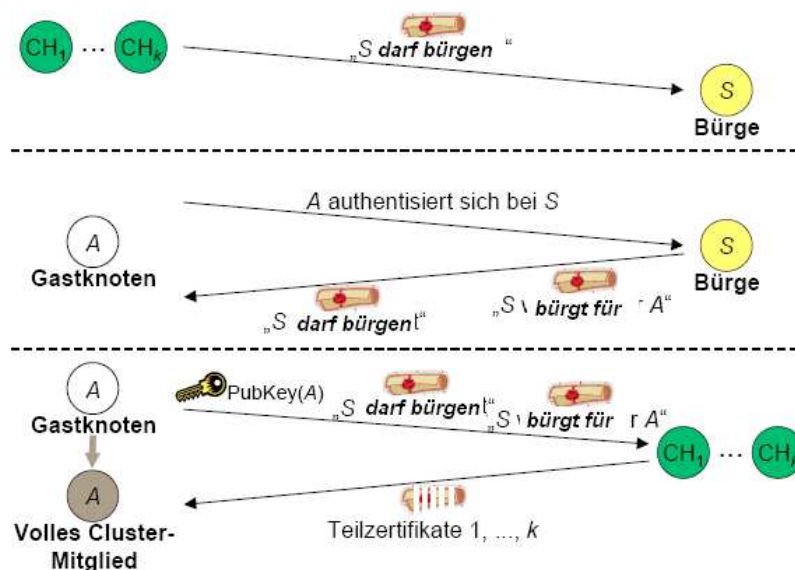 CH1 ... CHk
„S darf bürgen “
S
Bürge
A authentisiert sich bei S
A
Gastknoten
S
Bürge
„S darf bürgen t“
„S bürgt für r A“
A
Gastknoten
PubKey(A)
„S darf bürgen t“
„S bürgt für r A“
CH1 ... CH
A
Volles Cluster-
Mitglied
Teilzertifikate 1, ..., k